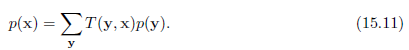 p(x) = ∑_y T(y, x)p(y). (15.11)